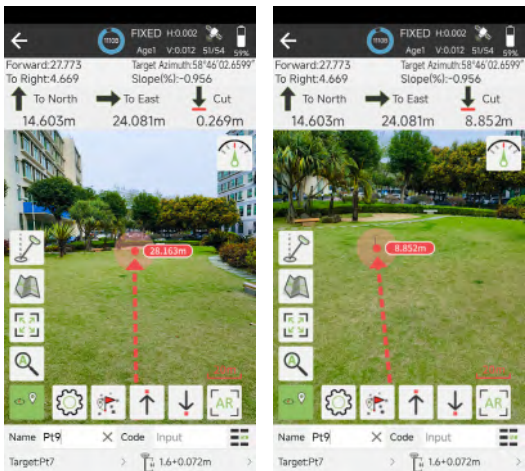 FIXED H:0.002
Age1 V:0.012 51/54 59%
Forward:27.773 Target Azimuth:58°46'02.6599"
To Right:4.669 Slope(%):-0.956
To North To East Cut
14.603m 24.081m 0.269m
28.163m
AR
Name Pt9 Code Input
Target:Pt7 1.6+0.072m
FIXED H:0.002
Age1 V:0.012 51/54 59%
Forward:27.773 Target Azimuth:58°46'02.6599"
To Right:4.669 Slope(%):-0.956
To North To East Cut
14.603m 24.081m 8.852m
8.852m
AR
Name Pt9 Code Input
Target:Pt7 1.6+0.072m